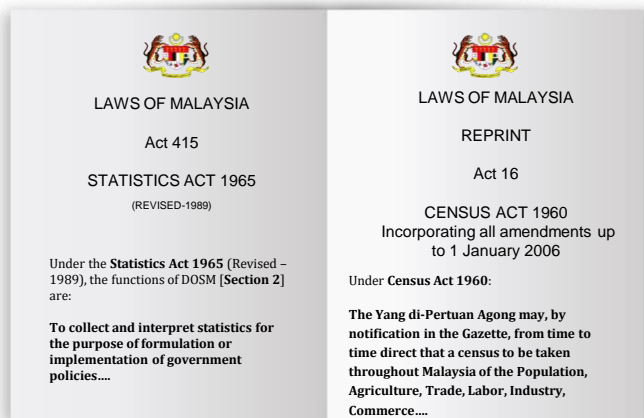 LAWS OF MALAYSIA
Act 415
STATISTICS ACT 1965
(REVISED-1989)
Under the Statistics Act 1965 (Revised –
1989), the functions of DOSM [Section 2]
are:
To collect and interpret statistics for
the purpose of formulation or
implementation of government
policies….
LAWS OF MALAYSIA
REPRINT
Act 16
CENSUS ACT 1960
Incorporating all amendments up
to 1 January 2006
Under Census Act 1960:
The Yang di-Pertuan Agong may, by
notification in the Gazette, from time to
time direct that a census to be taken
throughout Malaysia of the Population,
Agriculture, Trade, Labor, Industry,
Commerce….